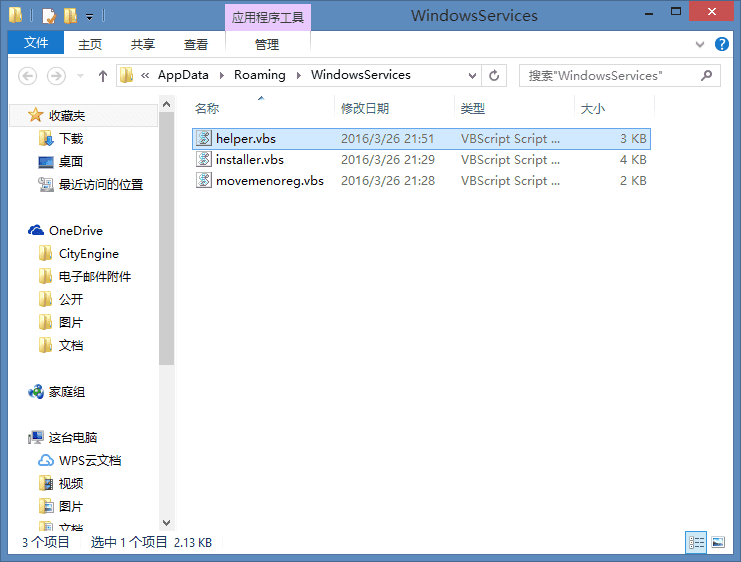 应用程序工具
WindowsServices
文件 主页 共享 查看 管理
« AppData Roaming WindowsServices
搜索"WindowsServices"
收藏夹
下载
桌面
最近访问的位置
OneDrive
CityEngine
电子邮件附件
公开
图片
文档
家庭组
这台电脑
WPS云文档
视频
图片
文档
名称 修改日期 类型 大小
helper.vbs 2016/3/26 21:51 VBScript Script ... 3 KB
installer.vbs 2016/3/26 21:29 VBScript Script ... 4 KB
movemenoreg.vbs 2016/3/26 21:28 VBScript Script ... 2 KB
3 个项目 选中 1 个项目 2.13 KB